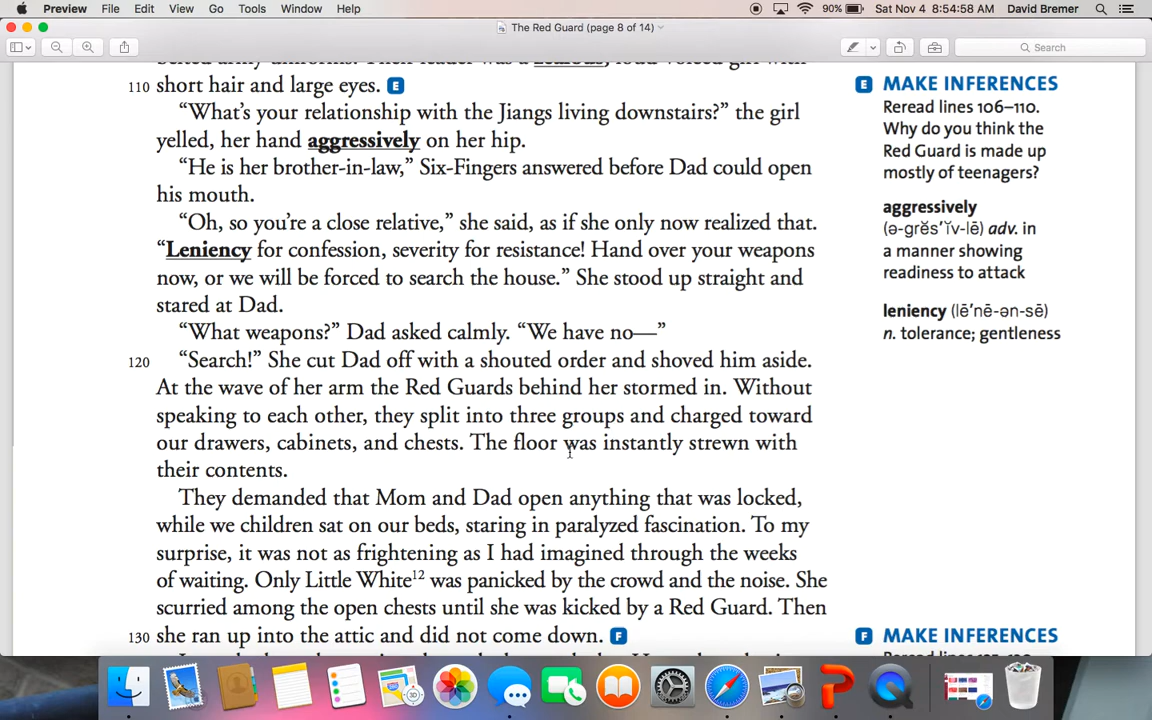 Preview File Edit View Go Tools Window Help 90% Sat Nov 4 8:54:58 AM David Bremer
The Red Guard (page 8 of 14)
Search
short hair and large eyes. E
110
“What’s your relationship with the Jiangs living downstairs?” the girl
yelled, her hand aggressively on her hip.
“He is her brother-in-law,” Six-Fingers answered before Dad could open
his mouth.
“Oh, so you’re a close relative,” she said, as if she only now realized that.
“Leniency for confession, severity for resistance! Hand over your weapons
now, or we will be forced to search the house.” She stood up straight and
stared at Dad.
“What weapons?” Dad asked calmly. “We have no—”
120 “Search!” She cut Dad off with a shouted order and shoved him aside.
At the wave of her arm the Red Guards behind her stormed in. Without
speaking to each other, they split into three groups and charged toward
our drawers, cabinets, and chests. The floor was instantly strewn with
their contents.
They demanded that Mom and Dad open anything that was locked,
while we children sat on our beds, staring in paralyzed fascination. To my
surprise, it was not as frightening as I had imagined through the weeks
of waiting. Only Little White12 was panicked by the crowd and the noise. She
scurried among the open chests until she was kicked by a Red Guard. Then
130 she ran up into the attic and did not come down. F
E MAKE INFERENCES
Reread lines 106–110.
Why do you think the
Red Guard is made up
mostly of teenagers?
aggressively
(ə-grĕs’ĭv-lē) adv. in
a manner showing
readiness to attack
leniency (lē’nē-ən-sē)
n. tolerance; gentleness
F MAKE INFERENCES
3D